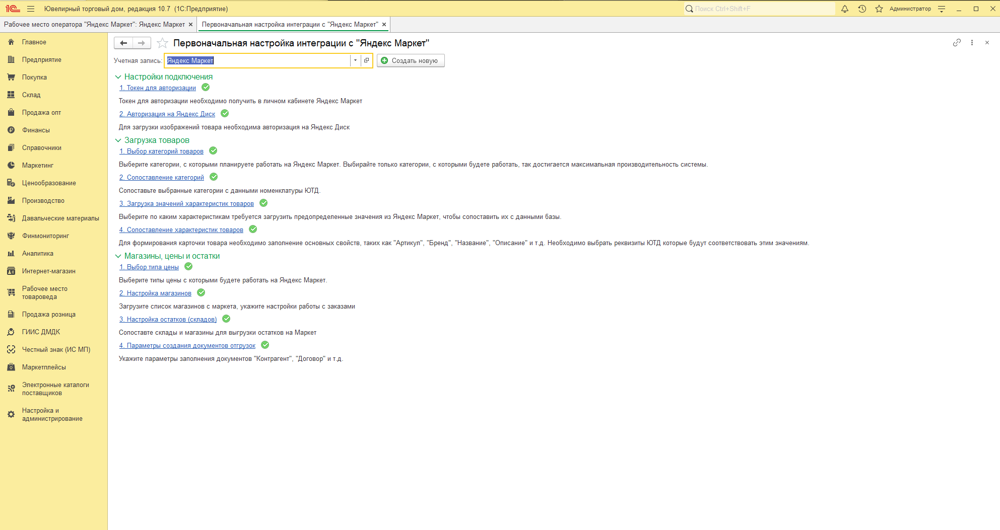 1С Ювелирный торговый дом, редакция 10.7 (1С:Предприятие) Поиск Ctrl+Shift+F Администратор
Рабочее место оператора "Яндекс Маркет": Яндекс Маркет Первоначальная настройка интеграции с "Яндекс Маркет"
Главное
Предприятие
Покупка
Склад
Продажа опт
Финансы
Справочники
Маркетинг
Ценообразование
Производство
Давальческие материалы
Финмониторинг
Аналитика
Интернет-магазин
Рабочее место
товароведа
Продажа розница
ГИИС ДМДК
Честный знак (ИС МП)
Маркетплейсы
Электронные каталоги
поставщиков
Настройка и
администрирование
Первоначальная настройка интеграции с "Яндекс Маркет"
Учетная запись: Яндекс Маркет Создать новую
Настройки подключения
1. Токен для авторизации
Токен для авторизации необходимо получить в личном кабинете Яндекс Маркет
2. Авторизация на Яндекс Диск
Для загрузки изображений товара необходима авторизация на Яндекс Диск
Загрузка товаров
1. Выбор категорий товаров
Выберите категории, с которыми планируете работать на Яндекс Маркет. Выбирайте только категории, с которыми будете работать, так достигается максимальная производительность системы.
2. Сопоставление категорий
Сопоставьте выбранные категории с данными номенклатуры ЮТД.
3. Загрузка значений характеристик товаров
Выберите по каким характеристикам требуется загрузить предопределенные значения из Яндекс Маркет, чтобы сопоставить их с данными базы.
4. Сопоставление характеристик товаров
Для формирования карточки товара необходимо заполнение основных свойств, таких как "Артикул", "Бренд", "Название", "Описание" и т.д. Необходимо выбрать реквизиты ЮТД которые будут соответствовать этим значениям.
Магазины, цены и остатки
1. Выбор типа цены
Выберите типы цены с которыми будете работать на Яндекс Маркет.
2. Настройка магазинов
Загрузите список магазинов с маркета, укажите настройки работы с заказами
3. Настройка остатков (складов)
Сопоставте склады и магазины для выгрузки остатков на Маркет
4. Параметры создания документов отгрузок
Укажите параметры заполнения документов "Контрагент", "Договор" и т.д.